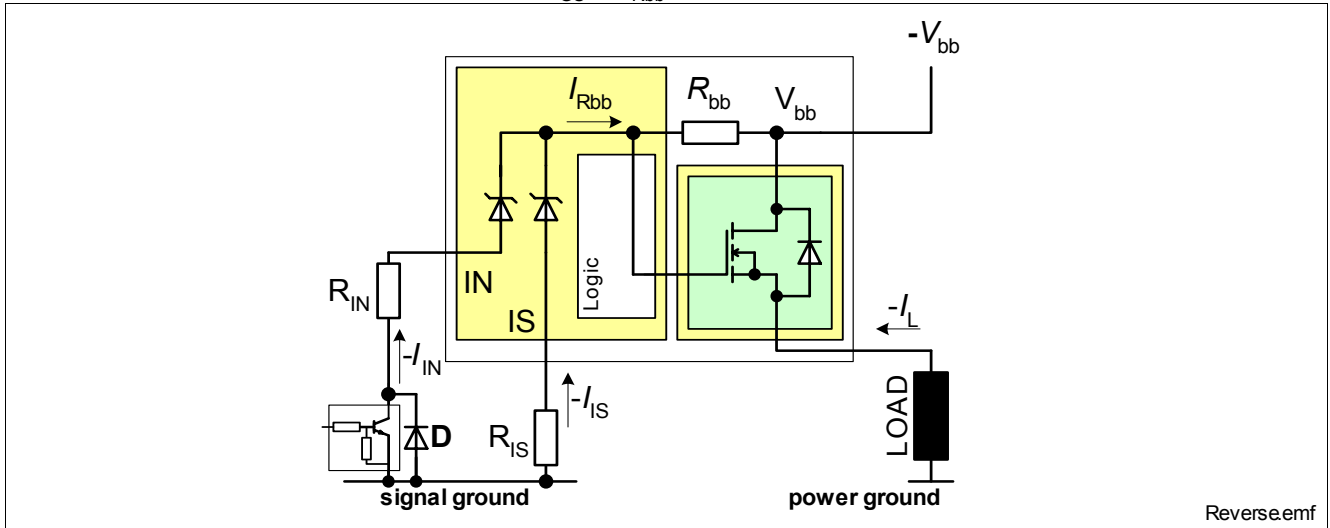 -Vbb
IRbb
Rbb
Vbb
RIN
IN
Logic
IS
-IL
-IIN
-IIS
D
RIS
LOAD
signal ground
power ground
Reverse.emf